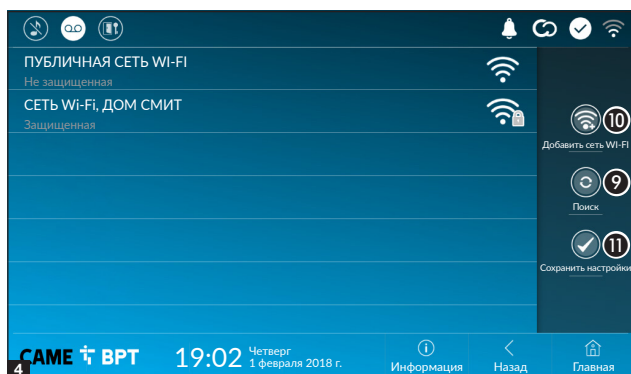 ПУБЛИЧНАЯ СЕТЬ WI-FI
Не защищенная
СЕТЬ Wi-Fi, ДОМ СМИТ
Защищенная
10
Добавить сеть WI-FI
9
Поиск
11
Сохранить настройки
4
CAME BPT
19:02
Четверг
1 февраля 2018 г.
Информация
Назад
Главная